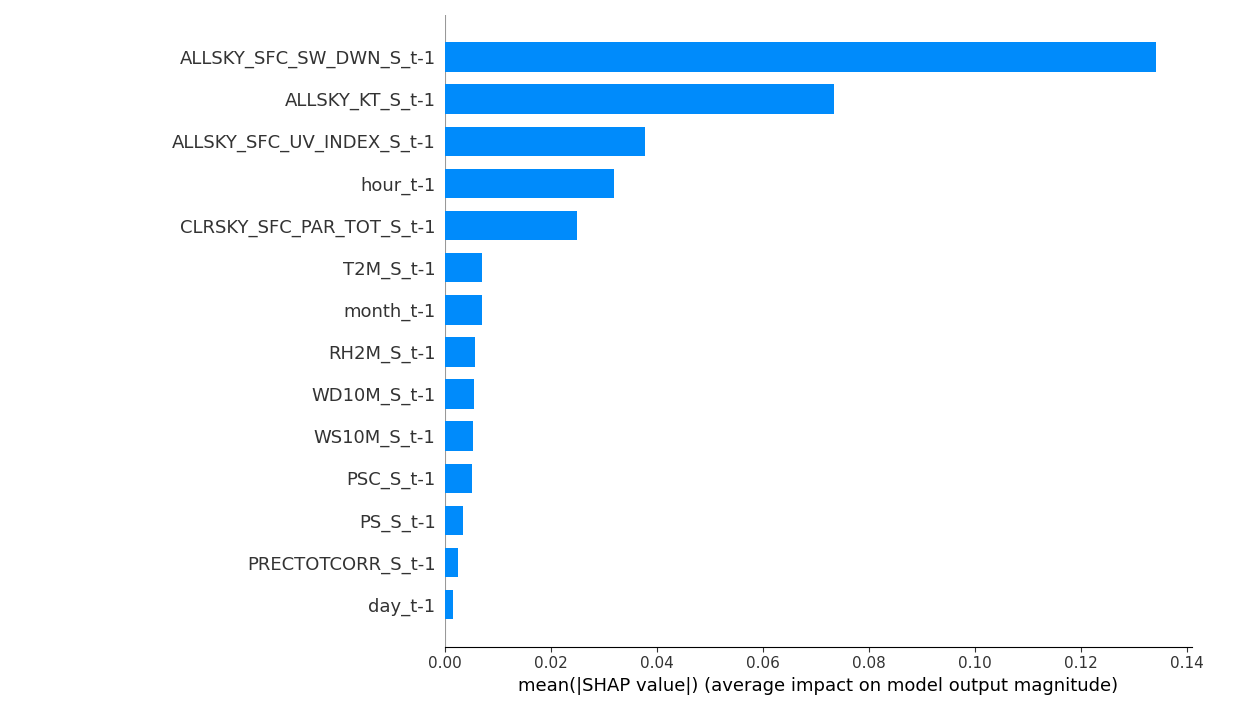 ALLSKY_SFC_SW_DWN_S_t-1
ALLSKY_KT_S_t-1
ALLSKY_SFC_UV_INDEX_S_t-1
hour_t-1
CLRSKY_SFC_PAR_TOT_S_t-1
T2M_S_t-1
month_t-1
RH2M_S_t-1
WD10M_S_t-1
WS10M_S_t-1
PSC_S_t-1
PS_S_t-1
PRECTOTCORR_S_t-1
day_t-1
0.00 0.02 0.04 0.06 0.08 0.10 0.12 0.14
mean(|SHAP value|) (average impact on model output magnitude)